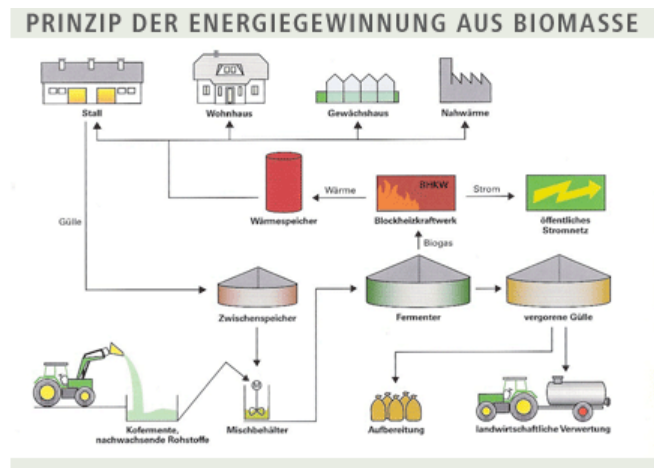 PRINZIP DER ENERGIEGEWINNUNG AUS BIOMASSE
Stall
Wohnhaus
Gewächshaus
Nahwärme
Wärme
BHKW
Strom
Wärmespeicher
Blockheizkraftwerk
öffentliches
Stromnetz
Gülle
Biogas
Zwischenspeicher
Fermenter
vergorene Gülle
Kofermente,
nachwachsende Rohstoffe
Mischbehälter
Aufbereitung
landwirtschaftliche Verwertung